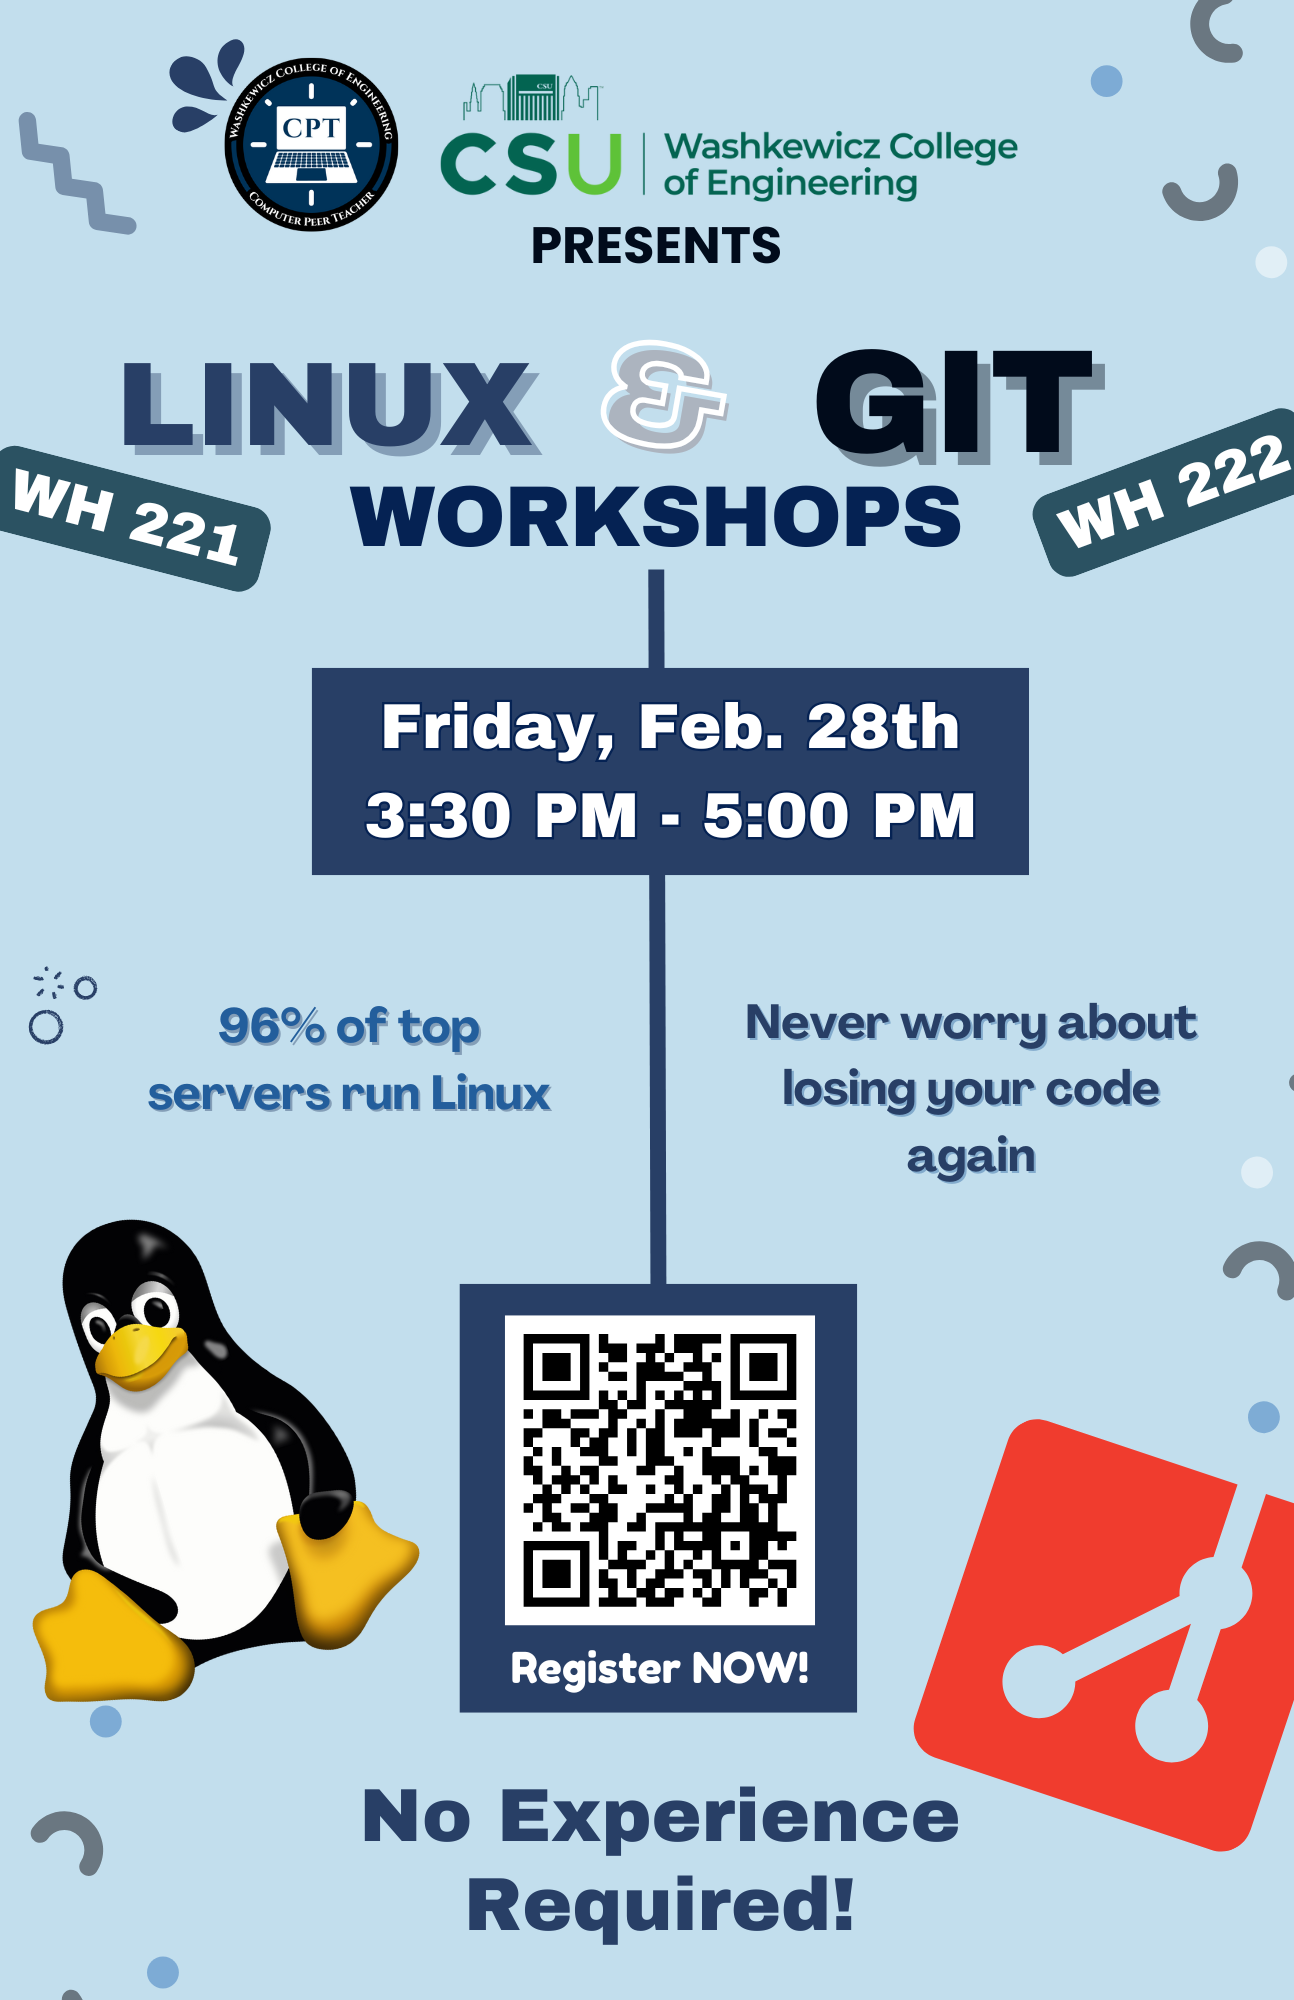 WASHKEWICZ COLLEGE OF ENGINEERING
CPT
COMPUTER PEER TEACHER
CSU
CSU
Washkewicz College
of Engineering
PRESENTS
LINUX & GIT
WORKSHOPS
WH 221
WH 222
Friday, Feb. 28th
3:30 PM - 5:00 PM
96% of top
servers run Linux
Never worry about
losing your code
again
Register NOW!
No Experience
Required!